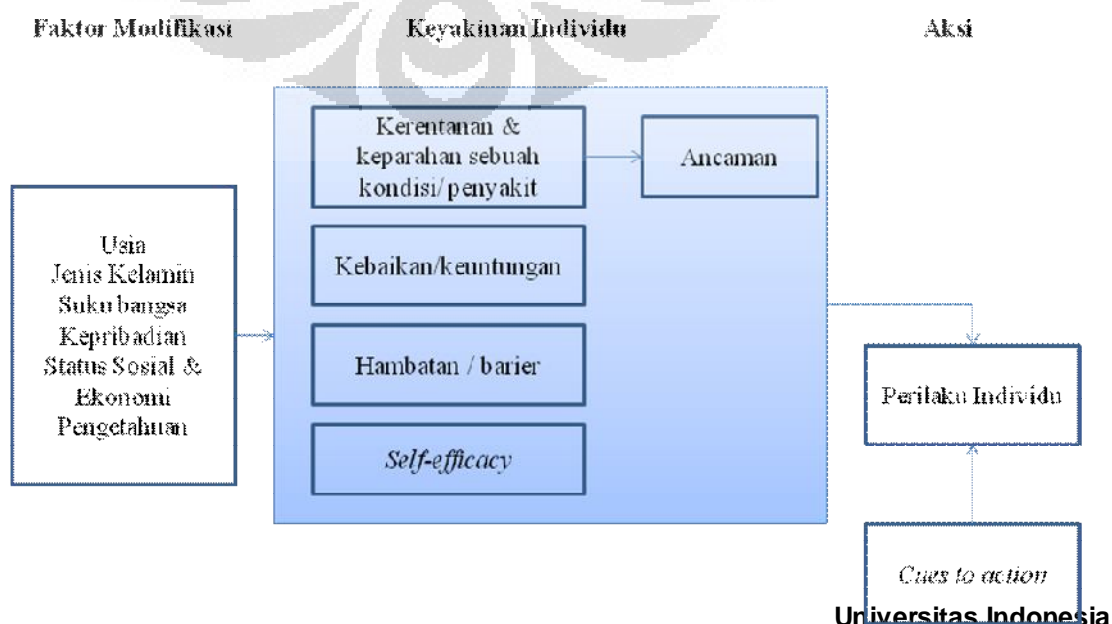 Faktor Modifikasi
Keyakinan Individu
Aksi
Usia
Jenis Kelamin
Suku bangsa
Kepribadian
Status Sosial &
Ekonomi
Pengetahuan
Kerentanan &
keparahan sebuah
kondisi/penyakit
Ancaman
Kebaikan/keuntungan
Hambatan / barier
Self-efficacy
Perilaku Individu
Cues to action
Universitas Indonesia